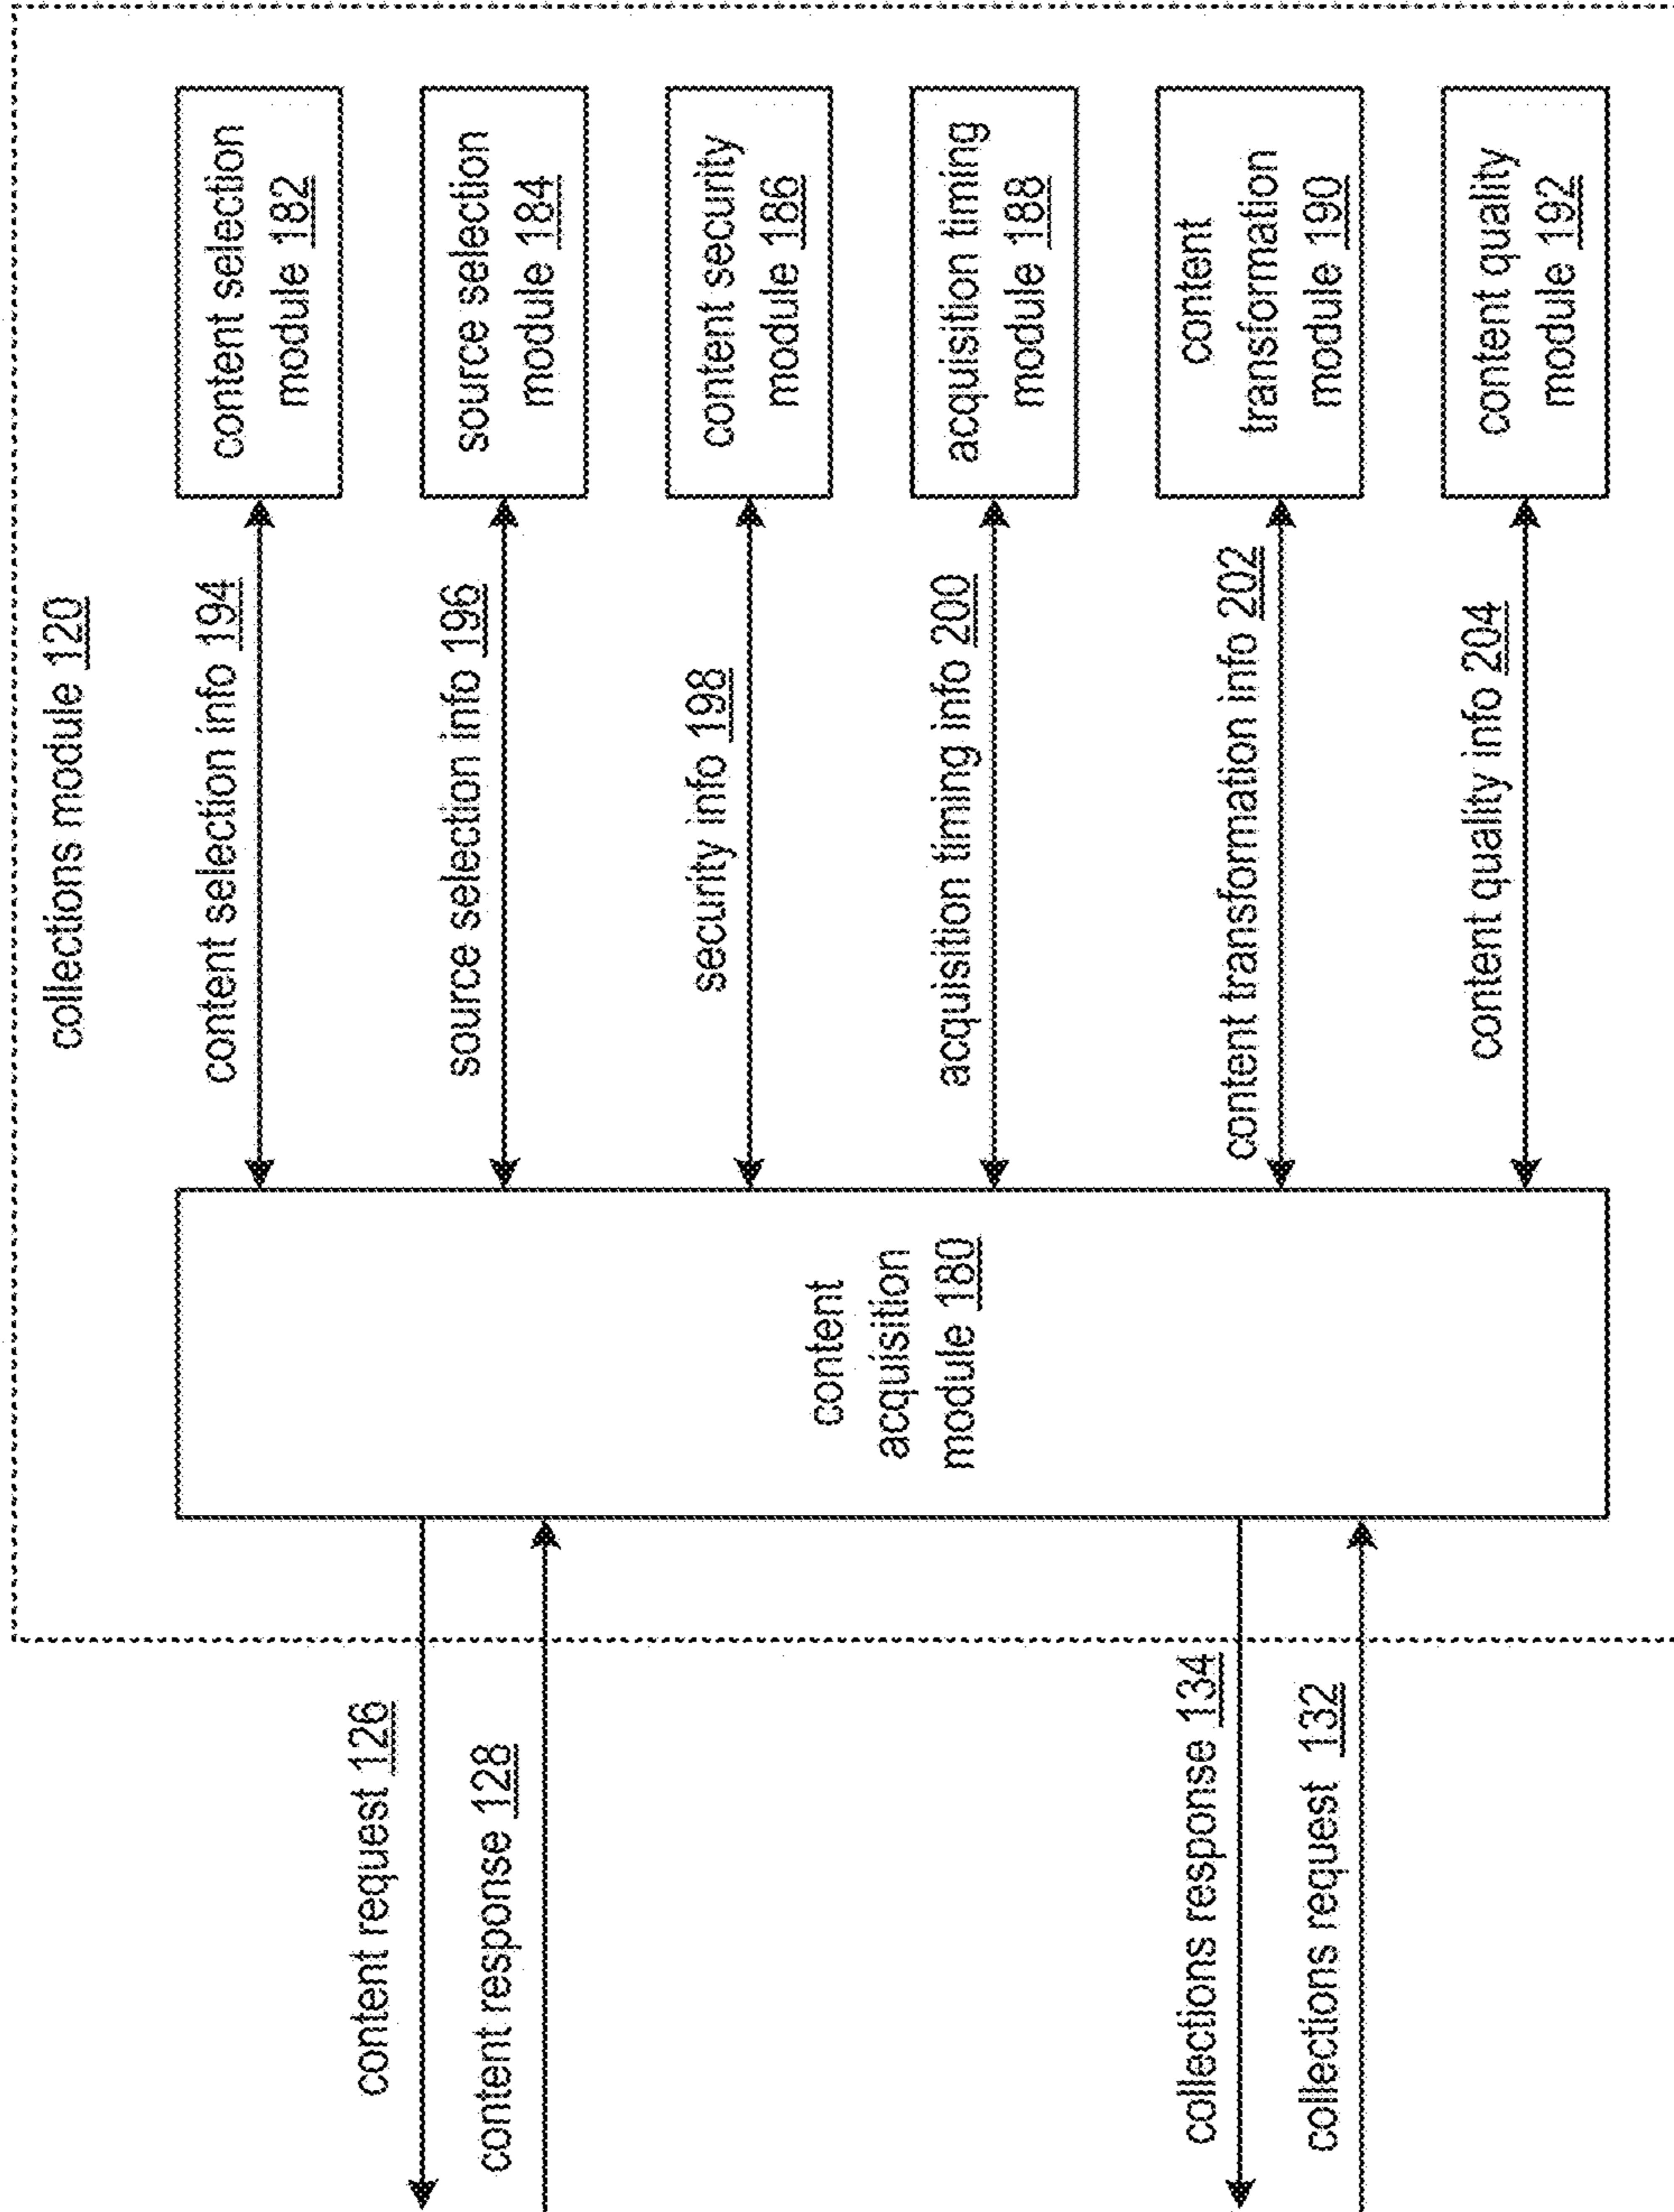 collections module 120
content request 126
content response 128
collections response 134
collections request 132
content
acquisition
module 180
content selection info 194
source selection info 196
security info 198
acquisition timing info 200
content transformation info 202
content quality info 204
content selection
module 182
source selection
module 184
content security
module 186
acquisition timing
module 188
content
transformation
module 190
content quality
module 192